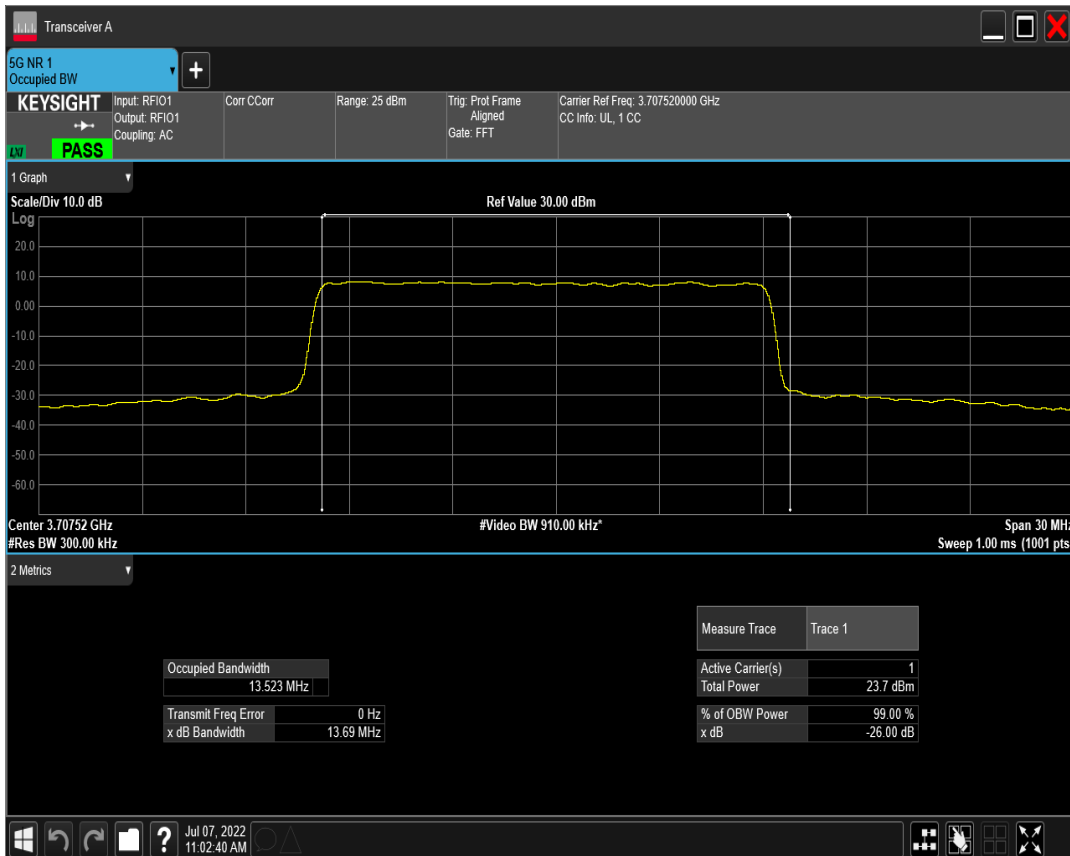 Transceiver A
5G NR 1
Occupied BW
+
KEYSIGHT
LXI
PASS
Input: RFIO1
Output: RFIO1
Coupling: AC
Corr CCorr
Range: 25 dBm
Trig: Prot Frame
Aligned
Gate: FFT
Carrier Ref Freq: 3.707520000 GHz
CC Info: UL, 1 CC
1 Graph
Scale/Div 10.0 dB
Ref Value 30.00 dBm
Log
20.0
10.0
0.00
-10.0
-20.0
-30.0
-40.0
-50.0
-60.0
Center 3.70752 GHz
#Video BW 910.00 kHz*
Span 30 MHz
#Res BW 300.00 kHz
Sweep 1.00 ms (1001 pts
2 Metrics
Measure Trace Trace 1
Occupied Bandwidth
13.523 MHz
Active Carrier(s) 1
Total Power 23.7 dBm
Transmit Freq Error 0 Hz
x dB Bandwidth 13.69 MHz
% of OBW Power 99.00 %
x dB -26.00 dB
?
Jul 07, 2022
11:02:40 AM